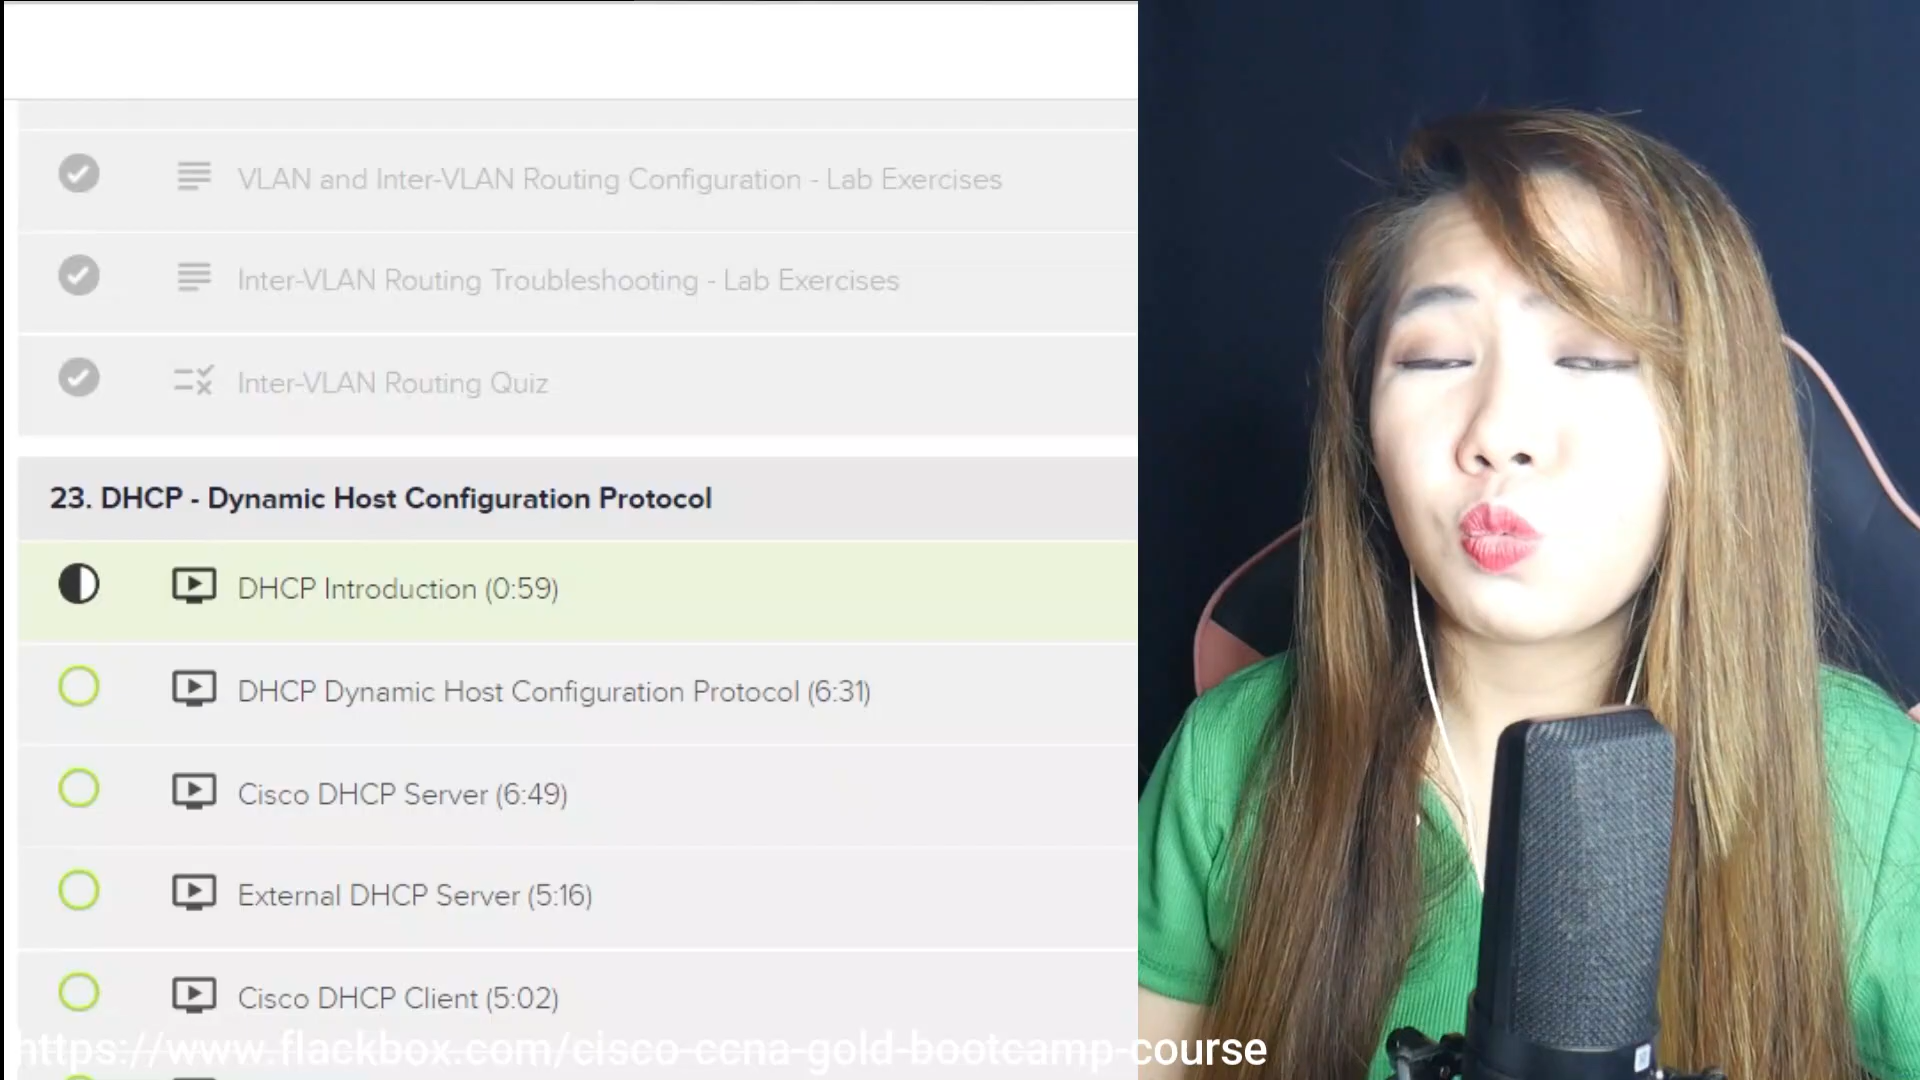 VLAN and Inter-VLAN Routing Configuration - Lab Exercises
Inter-VLAN Routing Troubleshooting - Lab Exercises
Inter-VLAN Routing Quiz
23. DHCP - Dynamic Host Configuration Protocol
DHCP Introduction (0:59)
DHCP Dynamic Host Configuration Protocol (6:31)
Cisco DHCP Server (6:49)
External DHCP Server (5:16)
Cisco DHCP Client (5:02)
https://www.flackbox.com/cisco-ccna-gold-bootcamp-course